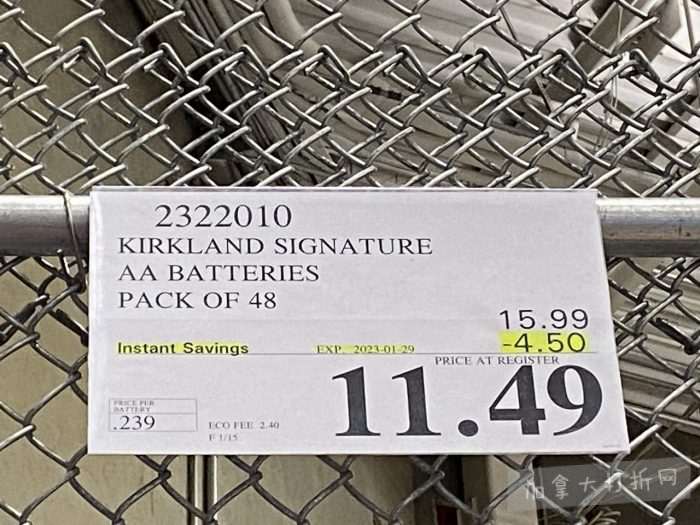 2322010
KIRKLAND SIGNATURE
AA BATTERIES
PACK OF 48
15.99
Instant Savings EXP. 2023-01-29 -4.50
PRICE AT REGISTER
11.49
PRICE PER
BATTERY
.239
ECO FEE 2.40
F 1/15
加拿大打折网